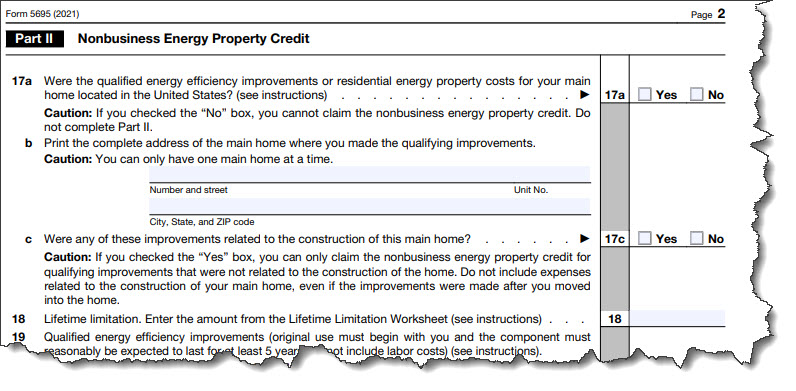 Form 5695 (2021) Page 2
Part II Nonbusiness Energy Property Credit
17a Were the qualified energy efficiency improvements or residential energy property costs for your main
home located in the United States? (see instructions) . . . . . . . . . . . . . . . ▶ 17a Yes No
Caution: If you checked the “No” box, you cannot claim the nonbusiness energy property credit. Do
not complete Part II.
b Print the complete address of the main home where you made the qualifying improvements.
Caution: You can only have one main home at a time.
Number and street Unit No.
City, State, and ZIP code
c Were any of these improvements related to the construction of this main home? . . . . . . ▶ 17c Yes No
Caution: If you checked the “Yes” box, you can only claim the nonbusiness energy property credit for
qualifying improvements that were not related to the construction of the home. Do not include expenses
related to the construction of your main home, even if the improvements were made after you moved
into the home.
18 Lifetime limitation. Enter the amount from the Lifetime Limitation Worksheet (see instructions) . . . 18
19 Qualified energy efficiency improvements (original use must begin with you and the component must
reasonably be expected to last for at least 5 years not include labor costs) (see instructions).